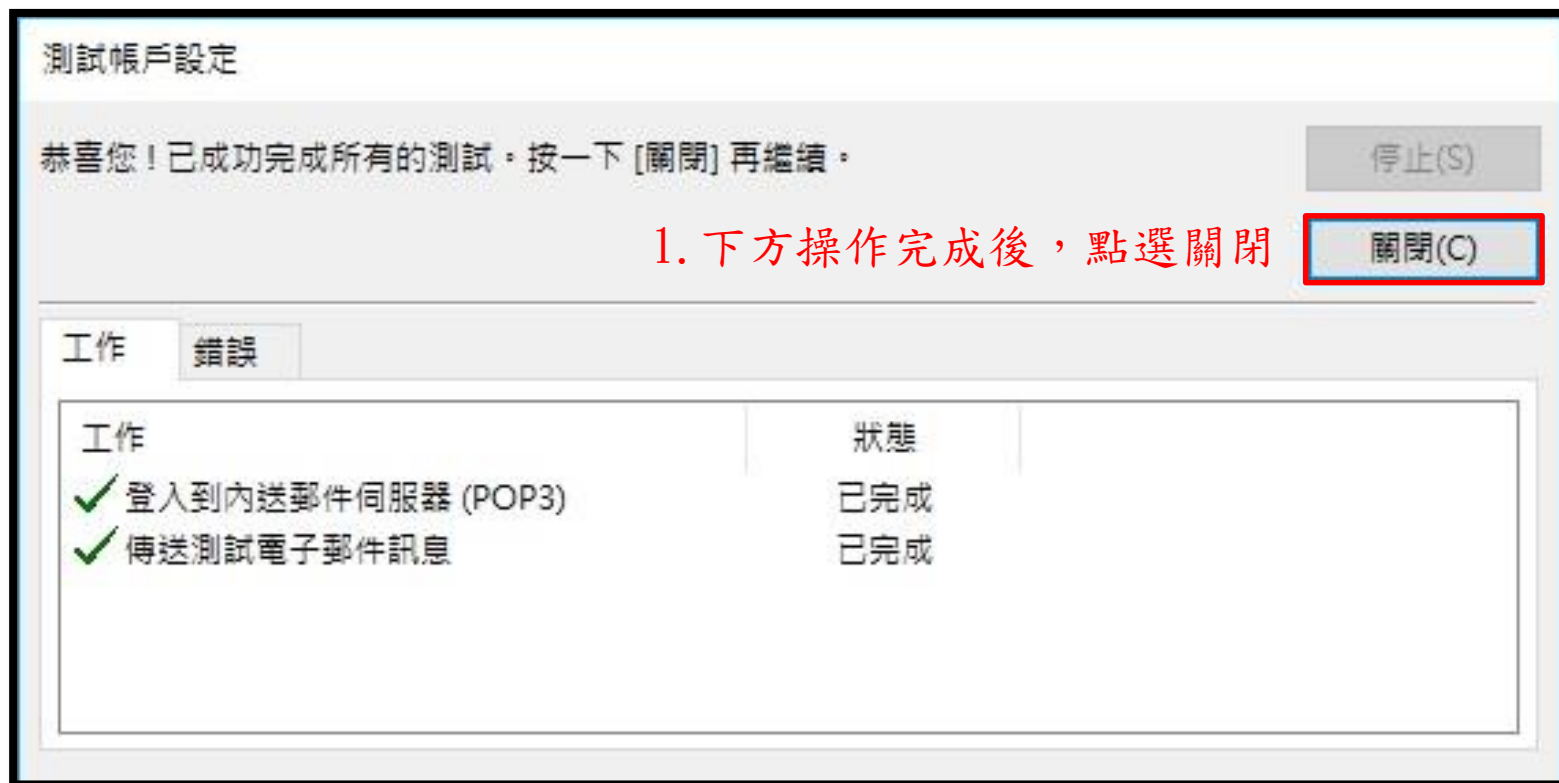 測試帳戶設定
恭喜您!已成功完成所有的測試。按一下 [關閉] 再繼續。
停止(S)
1. 下方操作完成後，點選關閉
關閉(C)
工作 錯誤
工作 狀態
登入到內送郵件伺服器 (POP3) 已完成
傳送測試電子郵件訊息 已完成